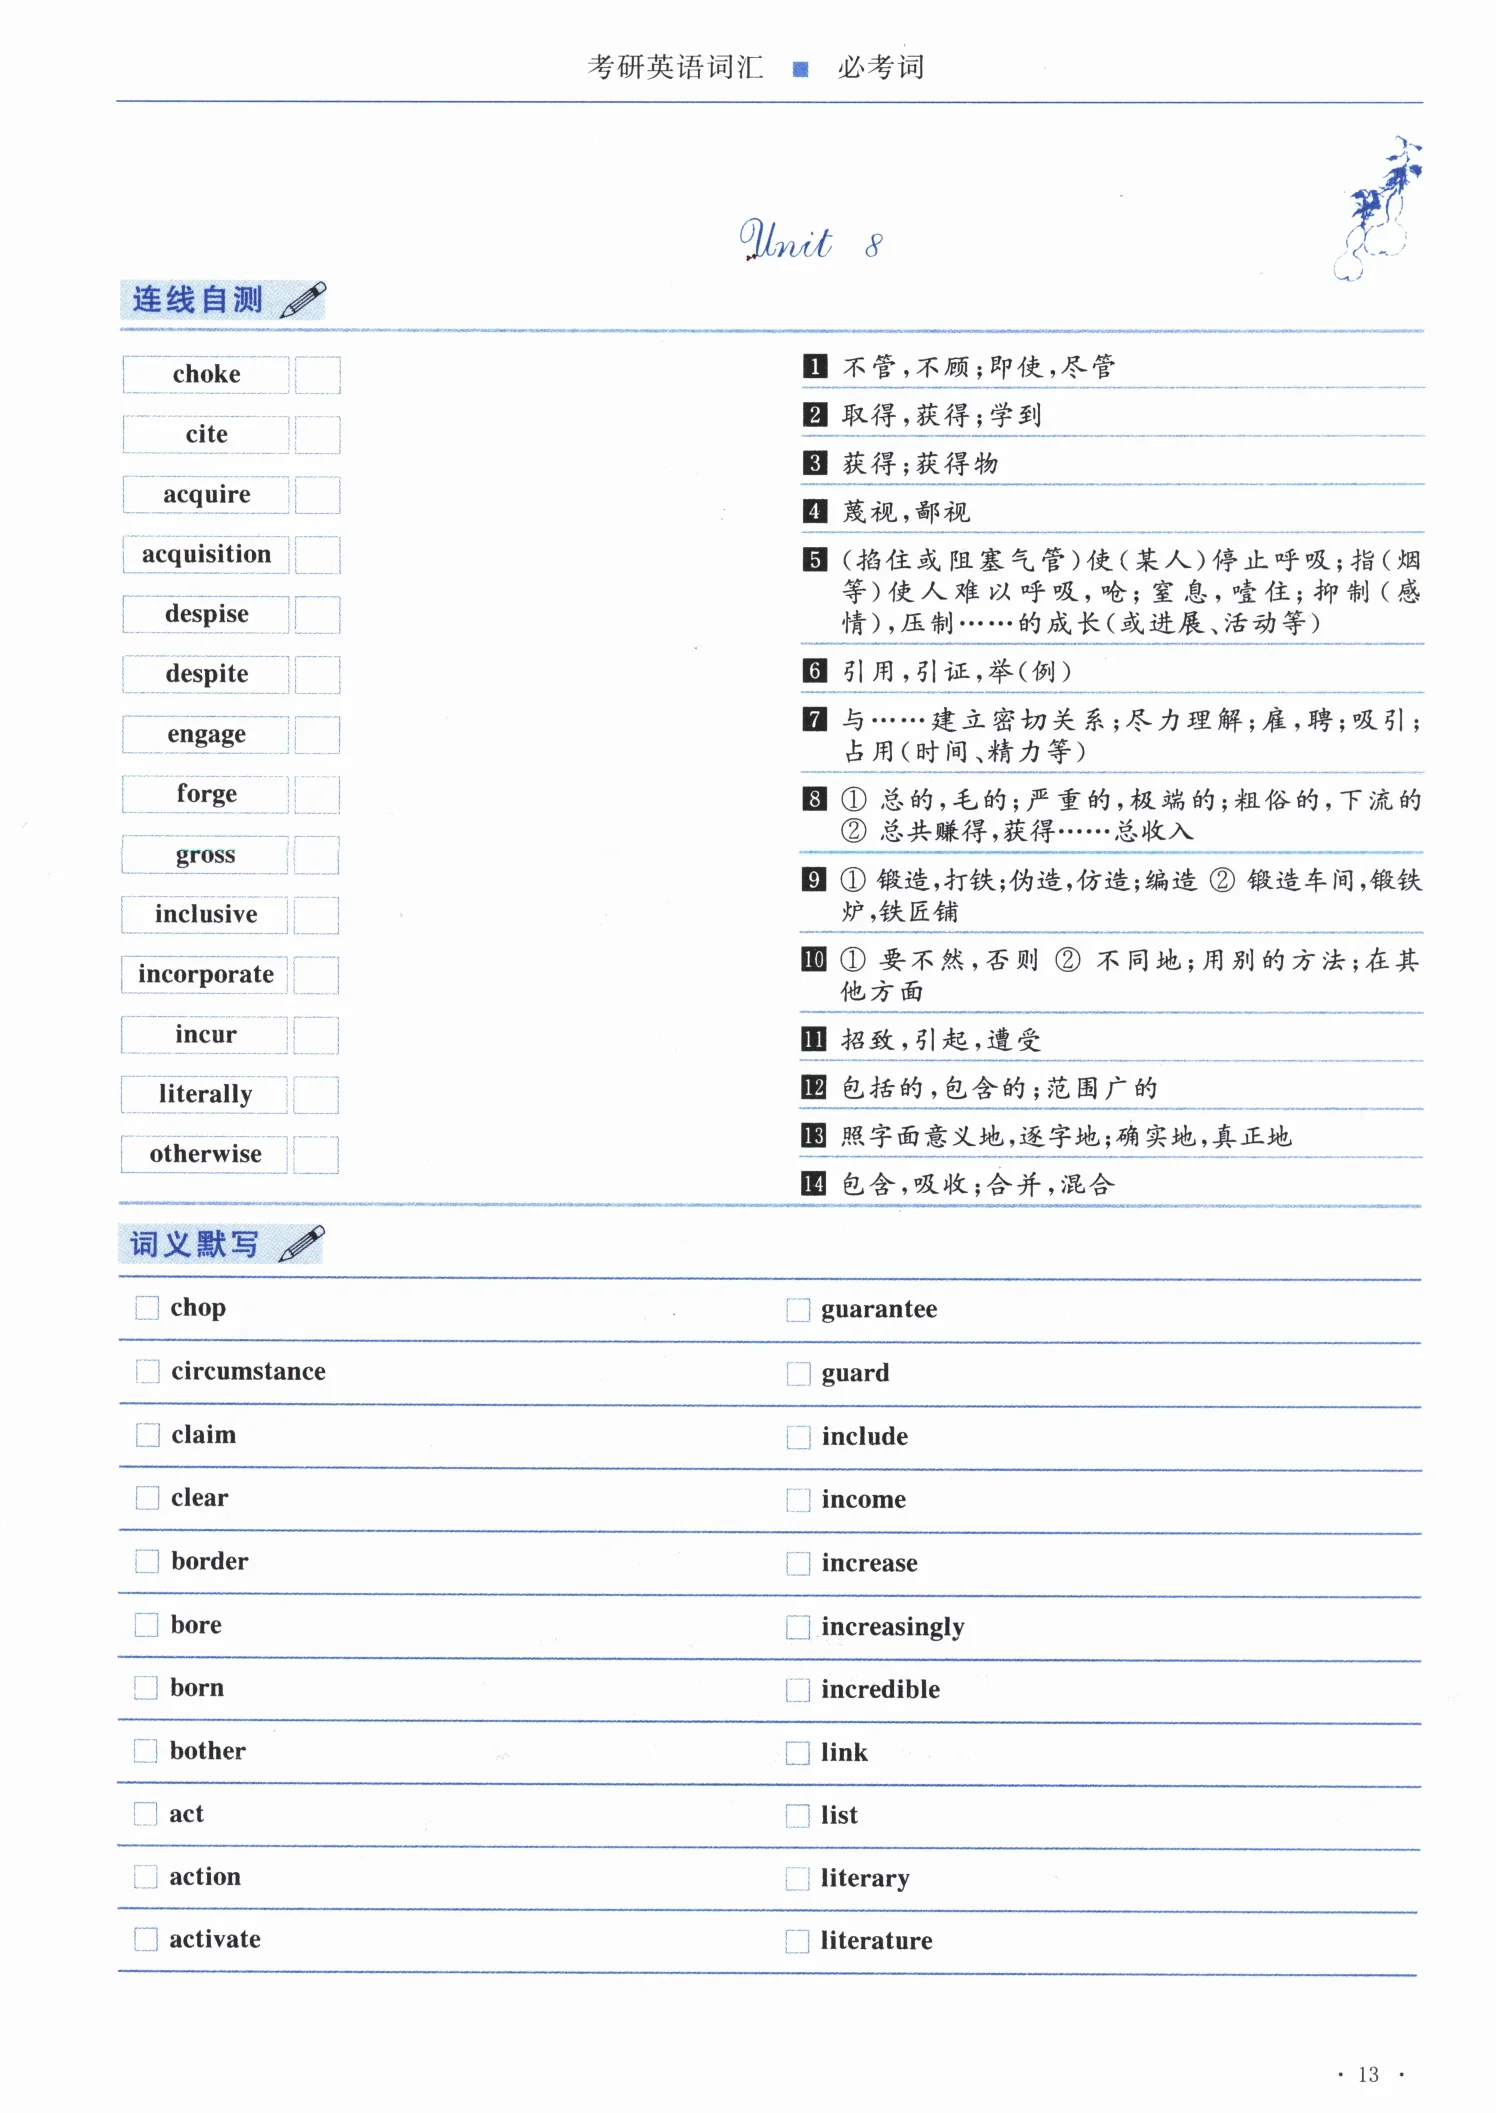 考研英语词汇 ■ 必考词
Unit 8
连线自测
choke
cite
acquire
acquisition
despise
despite
engage
forge
gross
inclusive
incorporate
incur
literally
otherwise
1 不管,不顾;即使,尽管
2 取得,获得;学到
3 获得;获得物
4 蔑视,鄙视
5 (掐住或阻塞气管)使(某人)停止呼吸;指(烟
等)使人难以呼吸,呛;窒息,噎住;抑制(感
情),压制……的成长(或进展、活动等)
6 引用,引证,举(例)
7 与……建立密切关系;尽力理解;雇,聘;吸引;
占用(时间、精力等)
8 ① 总的,毛的;严重的,极端的;粗俗的,下流的
② 总共赚得,获得……总收入
9 ① 锻造,打铁;伪造,仿造;编造 ② 锻造车间,锻铁
炉,铁匠铺
10 ① 要不然,否则 ② 不同地;用别的方法;在其
他方面
11 招致,引起,遭受
12 包括的,包含的;范围广的
13 照字面意义地,逐字地;确实地,真正地
14 包含,吸收;合并,混合
词义默写
chop
circumstance
claim
clear
border
bore
born
bother
act
action
activate
guarantee
guard
include
income
increase
increasingly
incredible
link
list
literary
literature
· 13 ·